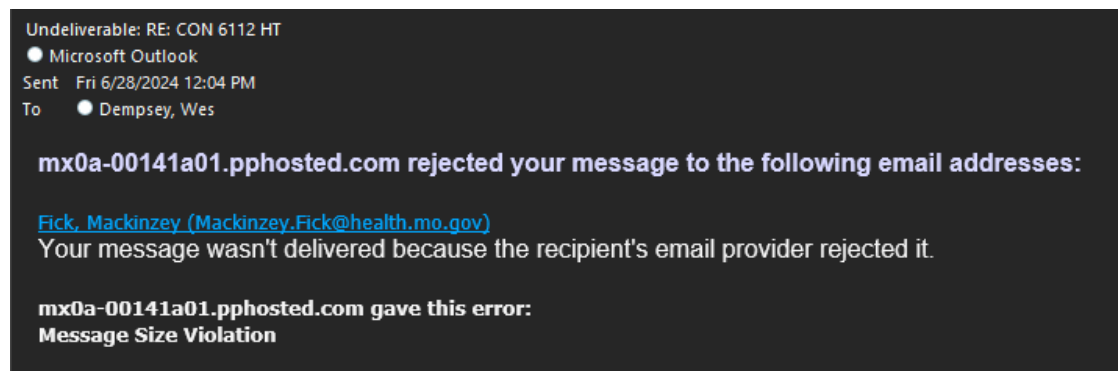 Undeliverable: RE: CON 6112 HT
Microsoft Outlook
Sent Fri 6/28/2024 12:04 PM
To Dempsey, Wes
mx0a-00141a01.pphosted.com rejected your message to the following email addresses:
Fick, Mackinzey (Mackinzey.Fick@health.mo.gov)
Your message wasn't delivered because the recipient's email provider rejected it.
mx0a-00141a01.pphosted.com gave this error:
Message Size Violation